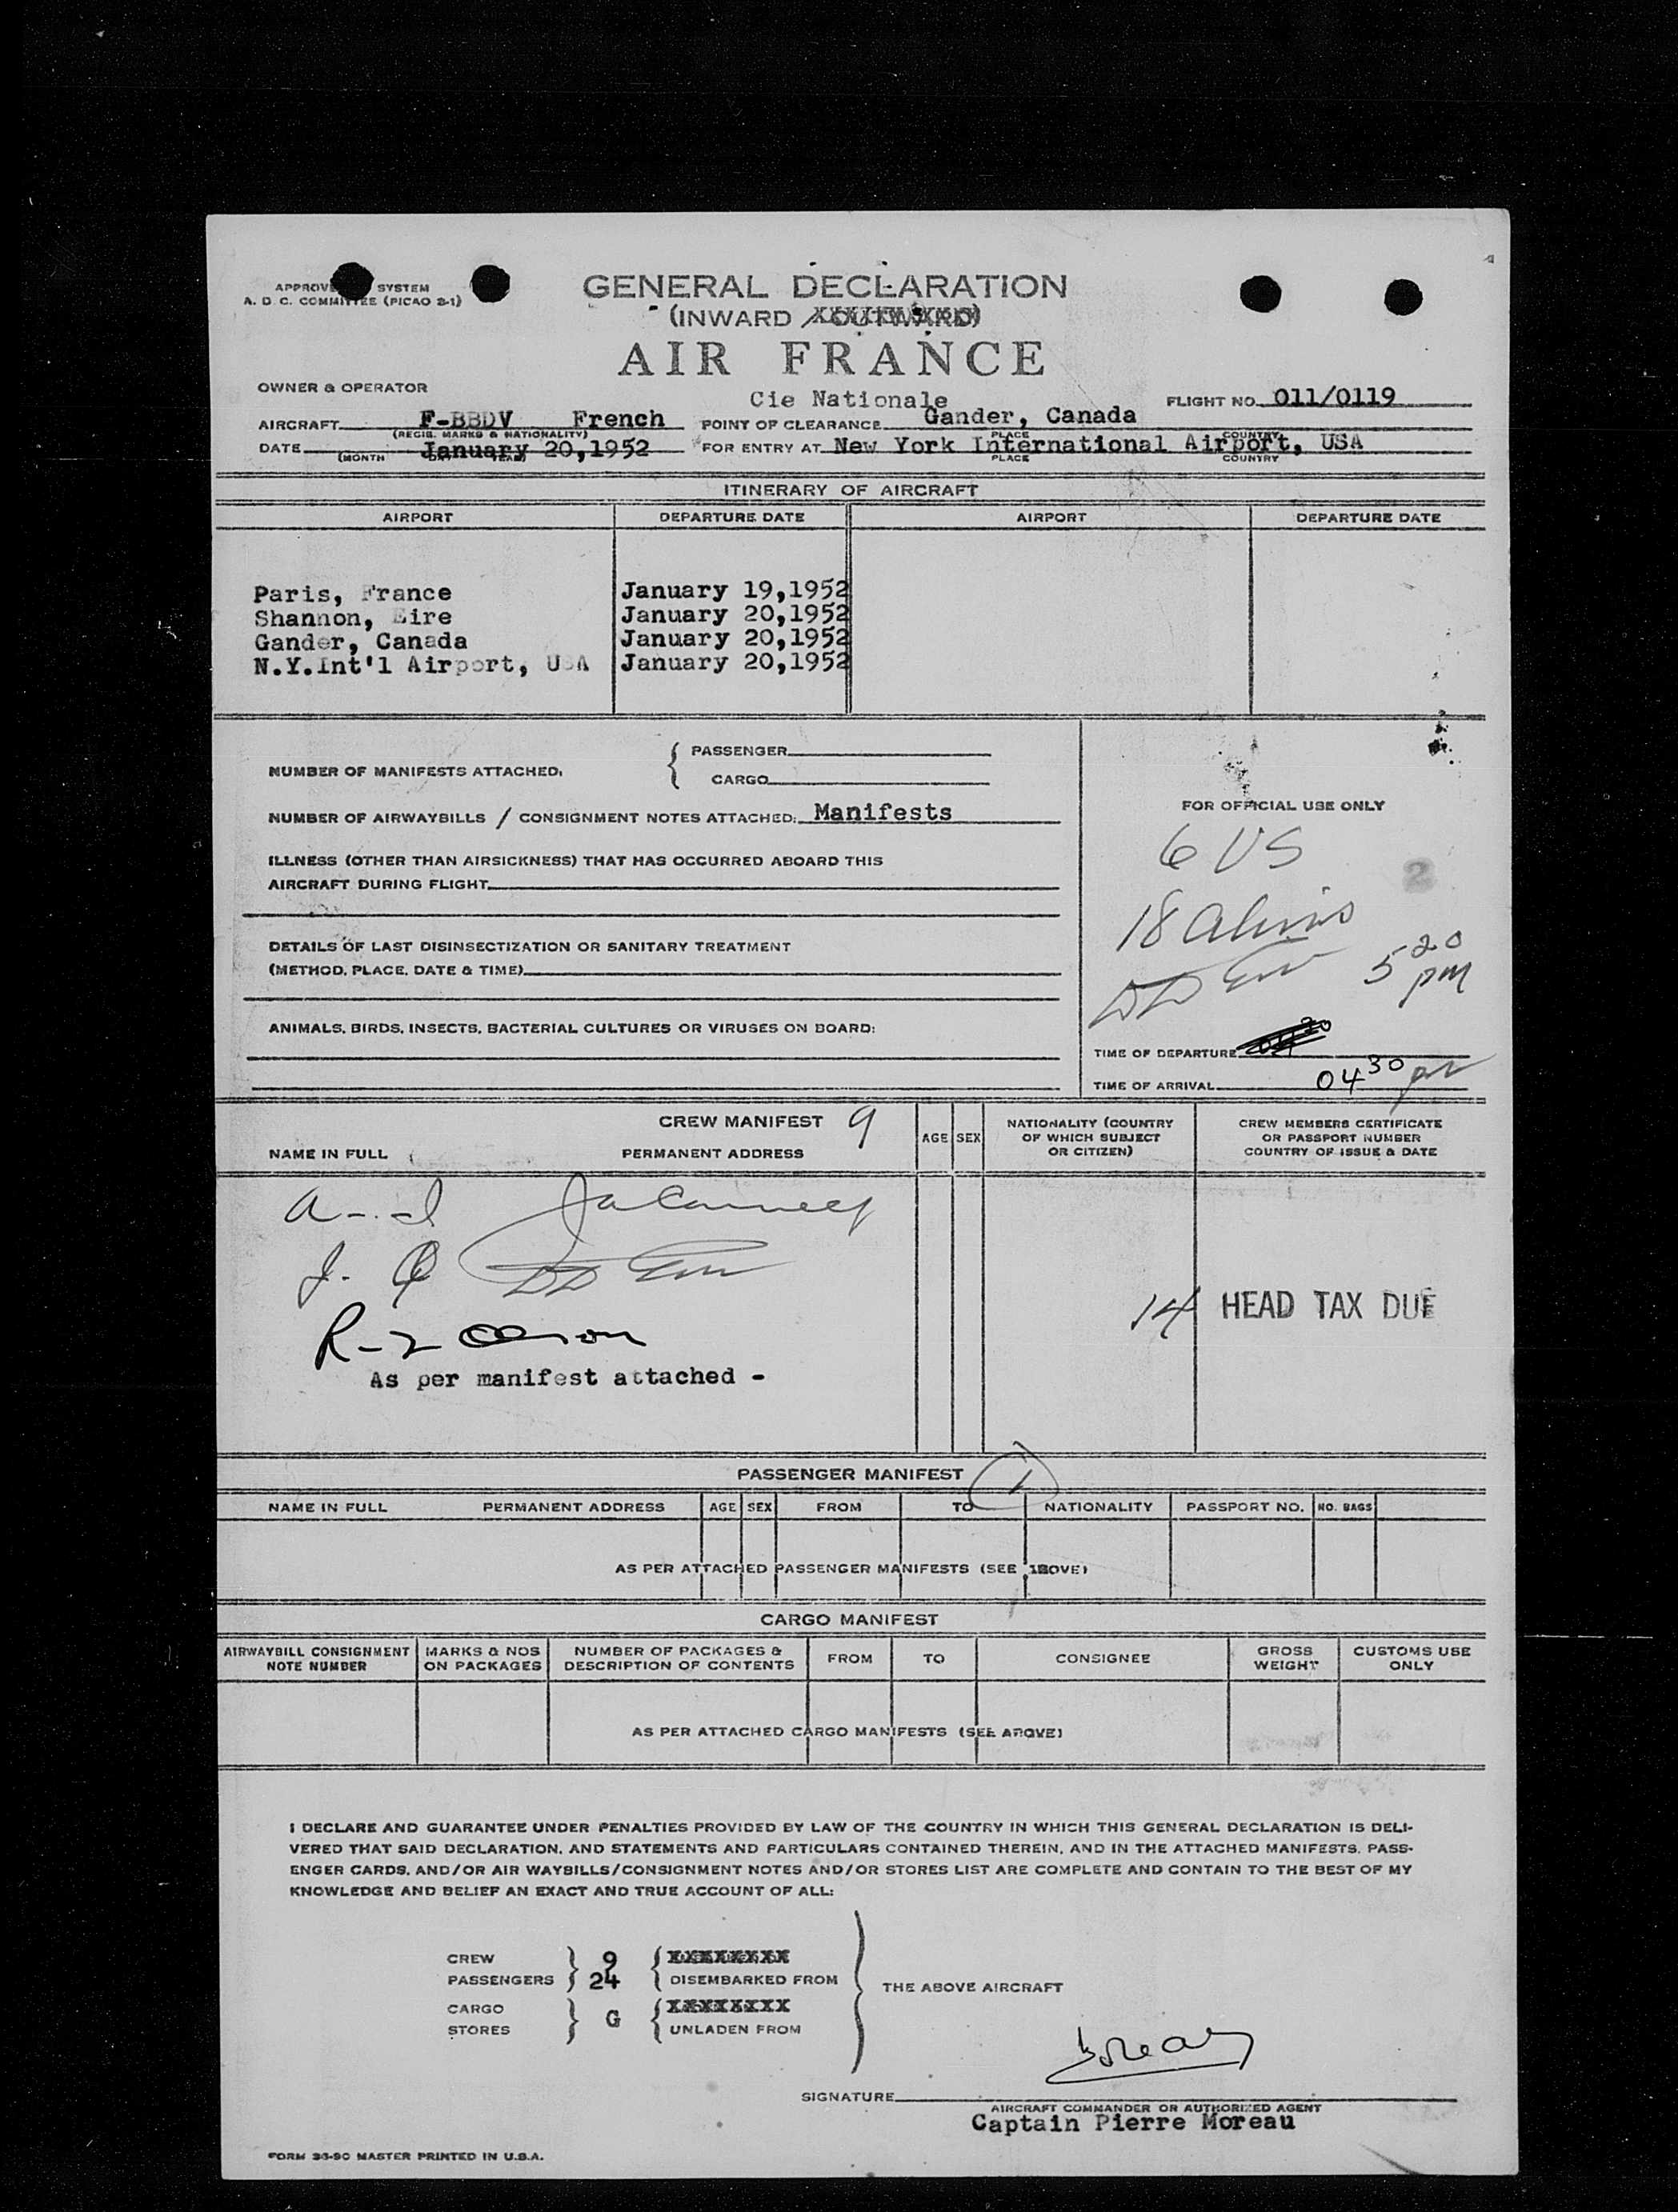 APPROVE SYSTEM
A. D. C. COMMITTEE (PICAO 2-1)
GENERAL DECLARATION
(INWARD / OUTWARD)
AIR FRANCE
OWNER & OPERATOR
Cie Nationale
FLIGHT NO. 011/0119
AIRCRAFT F-BBDV French POINT OF CLEARANCE Gander, Canada
(REGIS. MARKS & NATIONALITY) PLACE COUNTRY
DATE January 20,1952 FOR ENTRY AT New York International Airport, USA
(MONTH DAY YEAR) PLACE COUNTRY
ITINERARY OF AIRCRAFT
AIRPORT DEPARTURE DATE AIRPORT DEPARTURE DATE
Paris, France January 19,1952
Shannon, Eire January 20,1952
Gander, Canada January 20,1952
N.Y.Int'l Airport, USA January 20,1952
NUMBER OF MANIFESTS ATTACHED: { PASSENGER
CARGO
NUMBER OF AIRWAYBILLS / CONSIGNMENT NOTES ATTACHED: Manifests
ILLNESS (OTHER THAN AIRSICKNESS) THAT HAS OCCURRED ABOARD THIS
AIRCRAFT DURING FLIGHT
DETAILS OF LAST DISINSECTIZATION OR SANITARY TREATMENT
(METHOD, PLACE, DATE & TIME)
ANIMALS, BIRDS, INSECTS, BACTERIAL CULTURES OR VIRUSES ON BOARD:
FOR OFFICIAL USE ONLY
6 US
2
18 aliens
5 20 pm
TIME OF DEPARTURE
TIME OF ARRIVAL 04 30 pm
CREW MANIFEST 9
NAME IN FULL PERMANENT ADDRESS AGE SEX NATIONALITY (COUNTRY OF WHICH SUBJECT OR CITIZEN) CREW MEMBERS CERTIFICATE OR PASSPORT NUMBER COUNTRY OF ISSUE & DATE
A - I
J - Q
14 HEAD TAX DUE
R - Z Olson
As per manifest attached -
PASSENGER MANIFEST 1
NAME IN FULL PERMANENT ADDRESS AGE SEX FROM TO NATIONALITY PASSPORT NO. NO. BAGS
AS PER ATTACHED PASSENGER MANIFESTS (SEE ABOVE)
CARGO MANIFEST
AIRWAYBILL CONSIGNMENT NOTE NUMBER MARKS & NOS ON PACKAGES NUMBER OF PACKAGES & DESCRIPTION OF CONTENTS FROM TO CONSIGNEE GROSS WEIGHT CUSTOMS USE ONLY
AS PER ATTACHED CARGO MANIFESTS (SEE ABOVE)
I DECLARE AND GUARANTEE UNDER PENALTIES PROVIDED BY LAW OF THE COUNTRY IN WHICH THIS GENERAL DECLARATION IS DELI-
VERED THAT SAID DECLARATION, AND STATEMENTS AND PARTICULARS CONTAINED THEREIN, AND IN THE ATTACHED MANIFESTS, PASS-
ENGER CARDS, AND/OR AIR WAYBILLS/CONSIGNMENT NOTES AND/OR STORES LIST ARE COMPLETE AND CONTAIN TO THE BEST OF MY
KNOWLEDGE AND BELIEF AN EXACT AND TRUE ACCOUNT OF ALL:
CREW 9 XXXXXXXX
PASSENGERS 24 DISEMBARKED FROM
THE ABOVE AIRCRAFT
CARGO G XXXXXXXX
STORES UNLADEN FROM
Moreau
SIGNATURE
AIRCRAFT COMMANDER OR AUTHORIZED AGENT
Captain Pierre Moreau
FORM 36-90 MASTER PRINTED IN U.S.A.